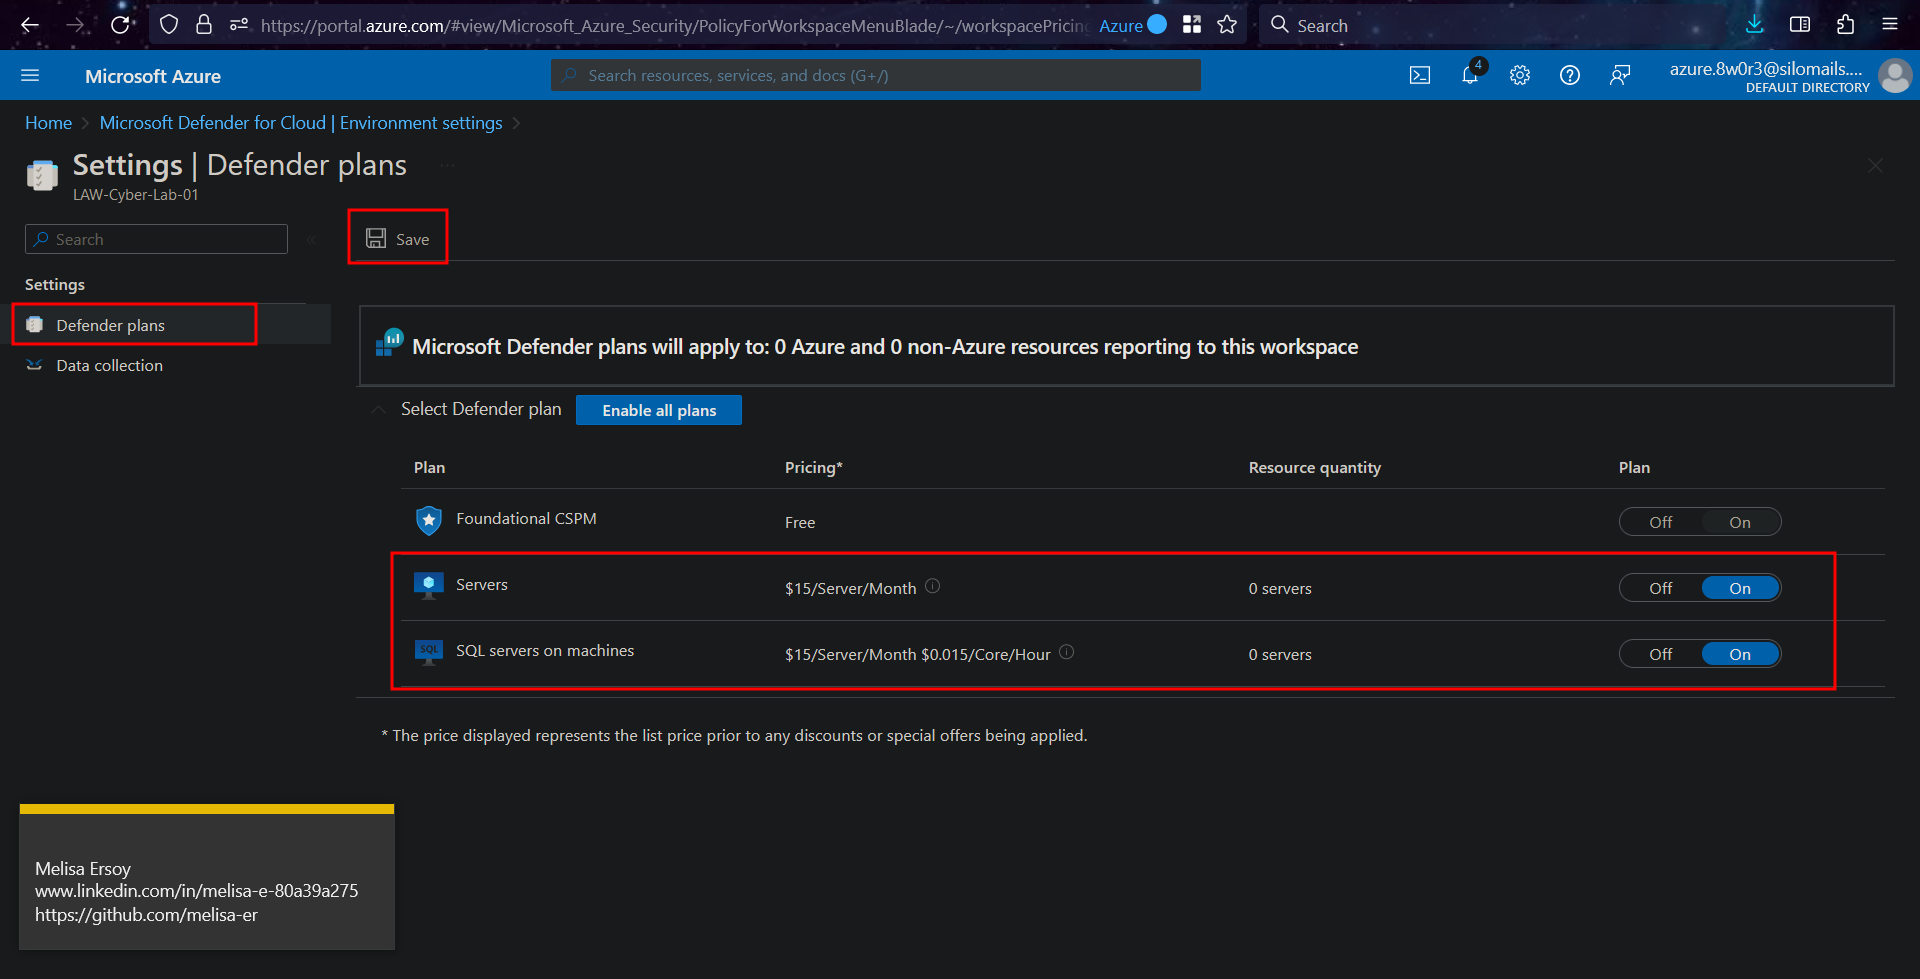 https://portal.azure.com/#view/Microsoft_Azure_Security/PolicyForWorkspaceMenuBlade/~/workspacePricing Azure Search
Microsoft Azure Search resources, services, and docs (G+/) 4 azure.8w0r3@silomails....
DEFAULT DIRECTORY
Home > Microsoft Defender for Cloud | Environment settings >
Settings | Defender plans ...
LAW-Cyber-Lab-01
Search « Save
Settings
Defender plans
Data collection
Microsoft Defender plans will apply to: 0 Azure and 0 non-Azure resources reporting to this workspace
Select Defender plan Enable all plans
Plan Pricing* Resource quantity Plan
Foundational CSPM Free Off On
Servers $15/Server/Month 0 servers Off On
SQL SQL servers on machines $15/Server/Month $0.015/Core/Hour 0 servers Off On
* The price displayed represents the list price prior to any discounts or special offers being applied.
Melisa Ersoy
www.linkedin.com/in/melisa-e-80a39a275
https://github.com/melisa-er